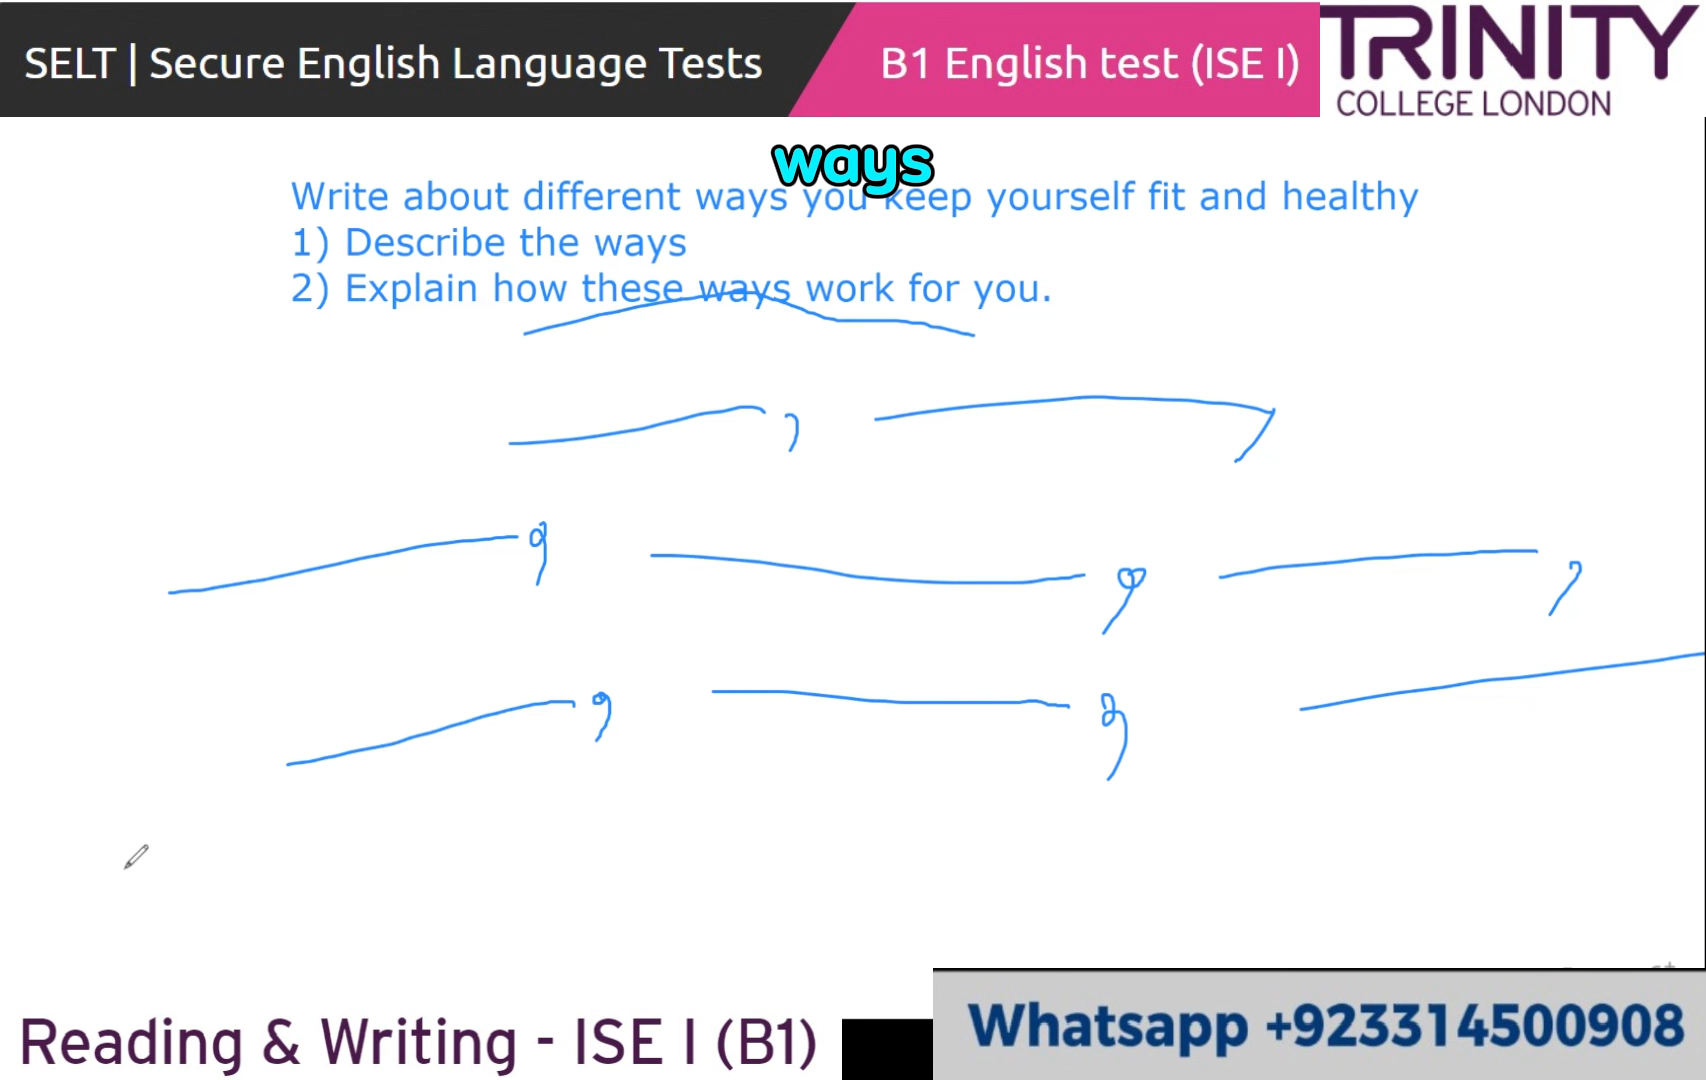 SELT | Secure English Language Tests
B1 English test (ISE I)
TRINITY
COLLEGE LONDON
ways
Write about different ways you keep yourself fit and healthy
1) Describe the ways
2) Explain how these ways work for you.
Reading & Writing - ISE I (B1)
Whatsapp +923314500908